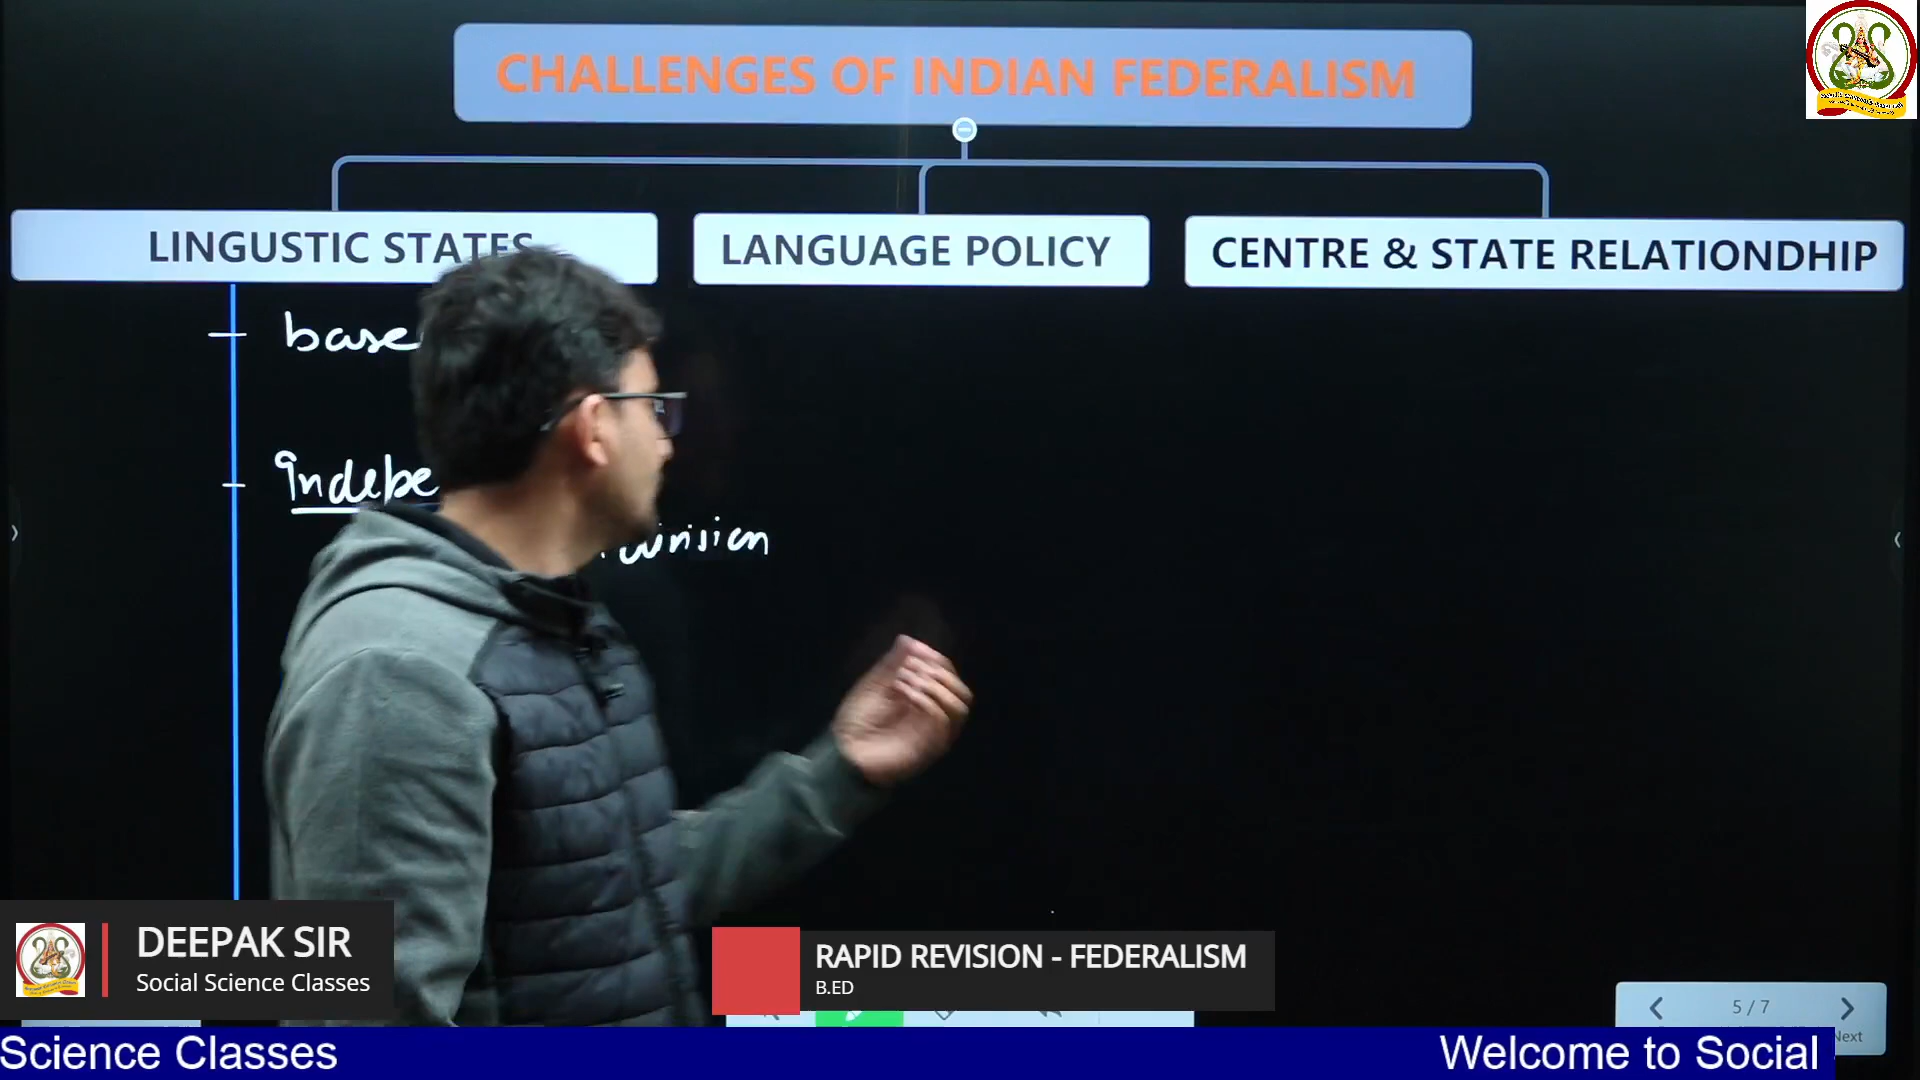 CHALLENGES OF INDIAN FEDERALISM
LINGUSTIC STATES
LANGUAGE POLICY
CENTRE & STATE RELATIONDHIP
base
indepe
DEEPAK SIR
Social Science Classes
RAPID REVISION - FEDERALISM
B.ED
5 / 7
Next
Science Classes
Welcome to Social